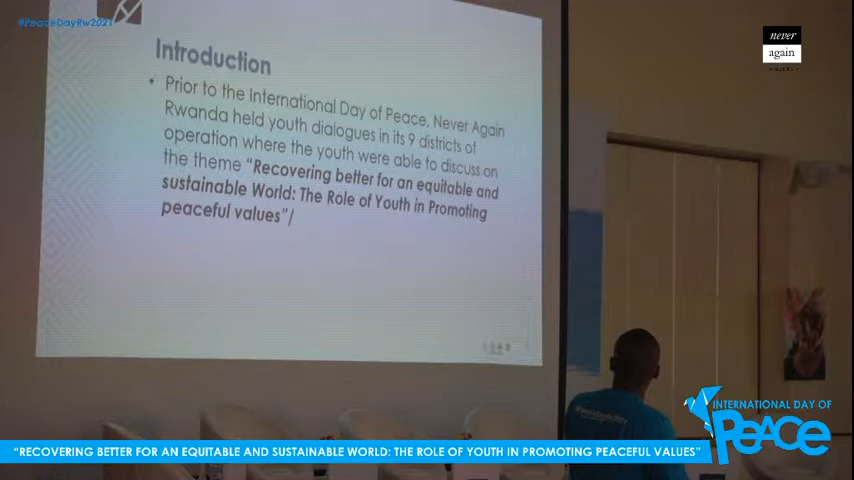 #PeaceDayRw2021
never
again
Introduction
• Prior to the International Day of Peace, Never Again
Rwanda held youth dialogues in its 9 districts of
operation where the youth were able to discuss on
the theme “Recovering better for an equitable and
sustainable World: The Role of Youth in Promoting
peaceful values”/
INTERNATIONAL DAY OF
PEACE
“RECOVERING BETTER FOR AN EQUITABLE AND SUSTAINABLE WORLD: THE ROLE OF YOUTH IN PROMOTING PEACEFUL VALUES”